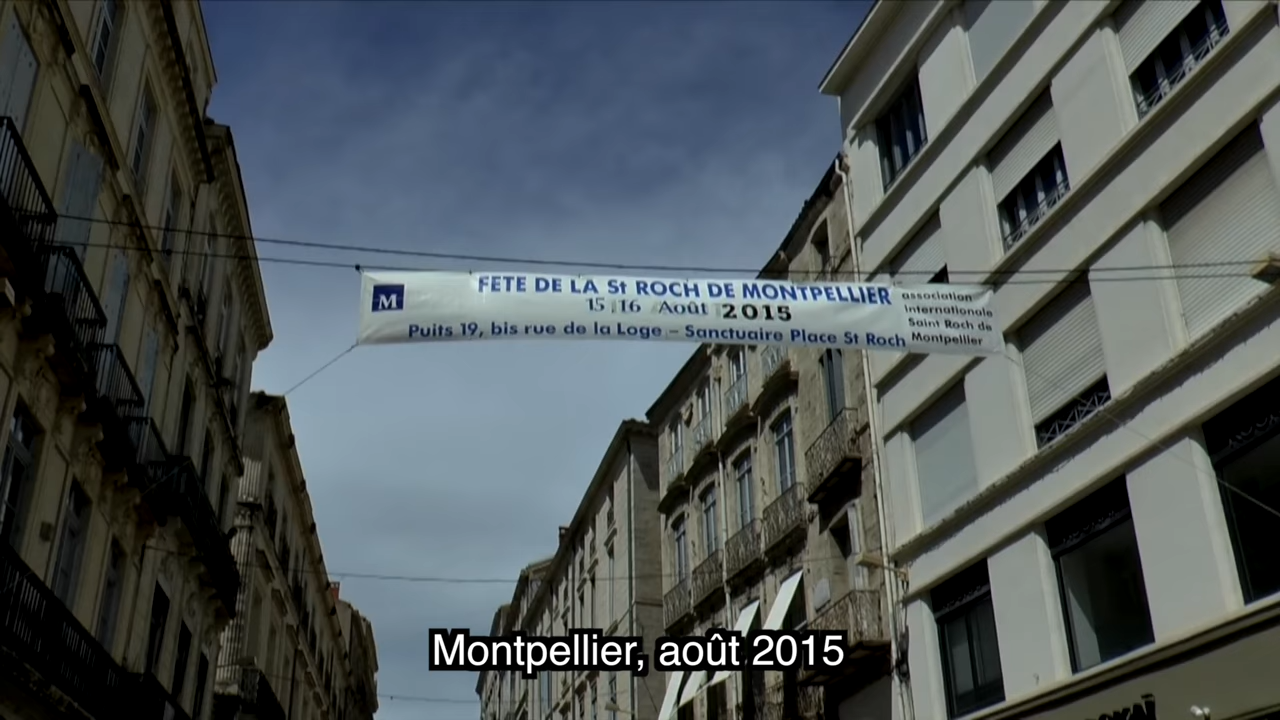 M
FETE DE LA St ROCH DE MONTPELLIER
15 16 Août 2015
Puits 19, bis rue de la Loge – Sanctuaire Place St Roch
association
internationale
Saint Roch de
Montpellier
Montpellier, août 2015